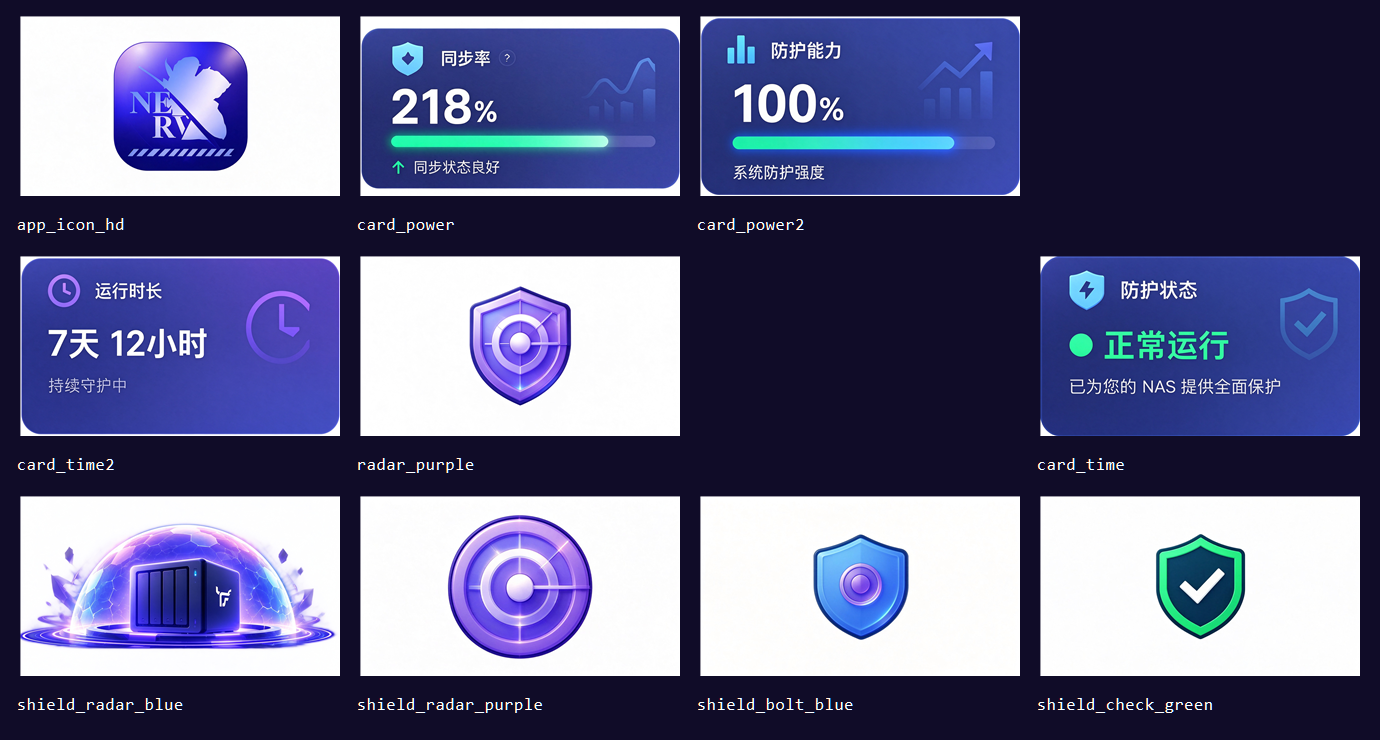 NE
RV
app_icon_hd
同步率 ?
218%
同步状态良好
card_power
防护能力
100%
系统防护强度
card_power2
运行时长
7天 12小时
持续守护中
card_time2
radar_purple
防护状态
正常运行
已为您的 NAS 提供全面保护
card_time
shield_radar_blue
shield_radar_purple
shield_bolt_blue
shield_check_green